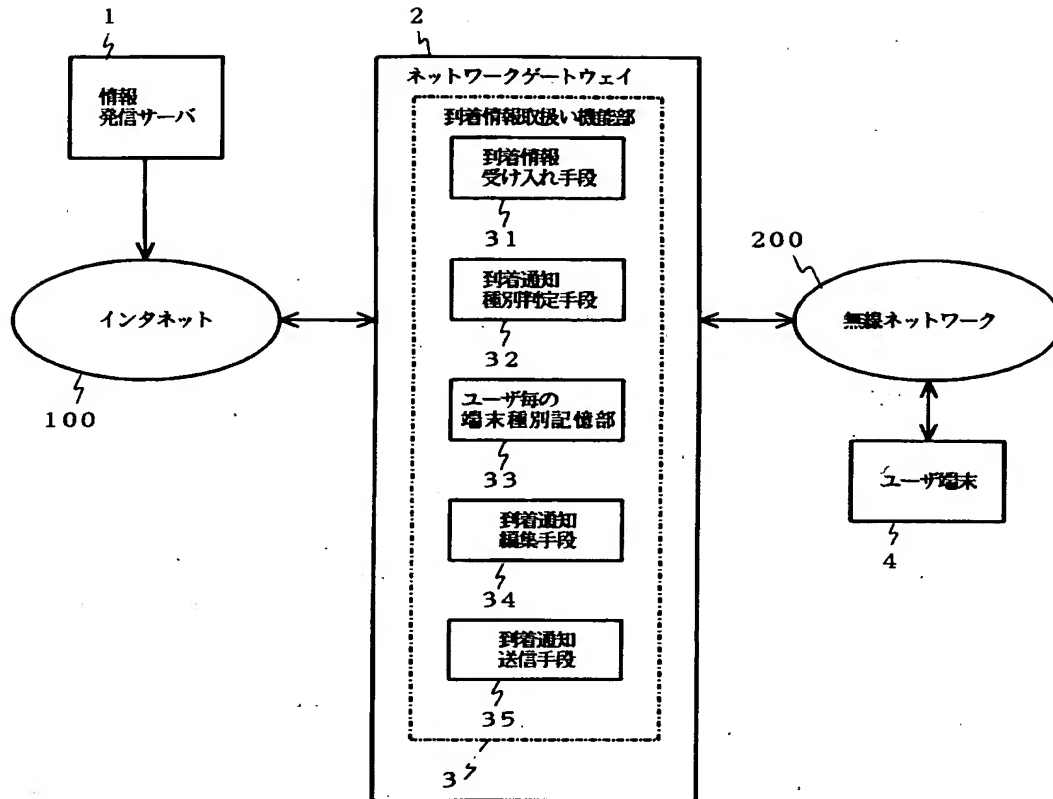 1
情報
発信サーバ
2
ネットワークゲートウェイ
到着情報取扱い機能部
到着情報
受け入れ手段
31
到着通知
種別判定手段
32
ユーザ毎の
端末種別記憶部
33
到着通知
編集手段
34
到着通知
送信手段
35
3
インタネット
100
200
無線ネットワーク
ユーザ端末
4